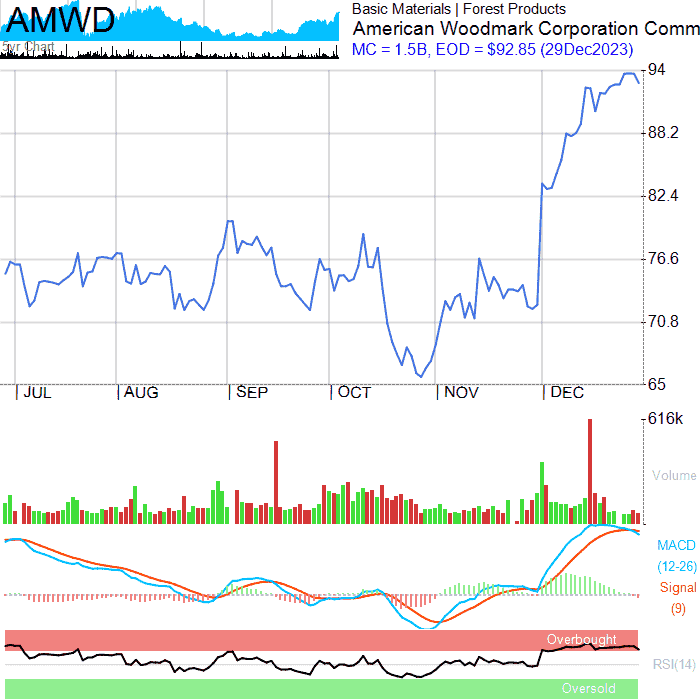 AMWD
5yr Chart
Basic Materials | Forest Products
American Woodmark Corporation Comm
MC = 1.5B, EOD = $92.85 (29Dec2023)
94
88.2
82.4
76.6
70.8
65
JUL AUG SEP OCT NOV DEC
616k
Volume
MACD
(12-26)
Signal
(9)
Overbought
RSI(14)
Oversold